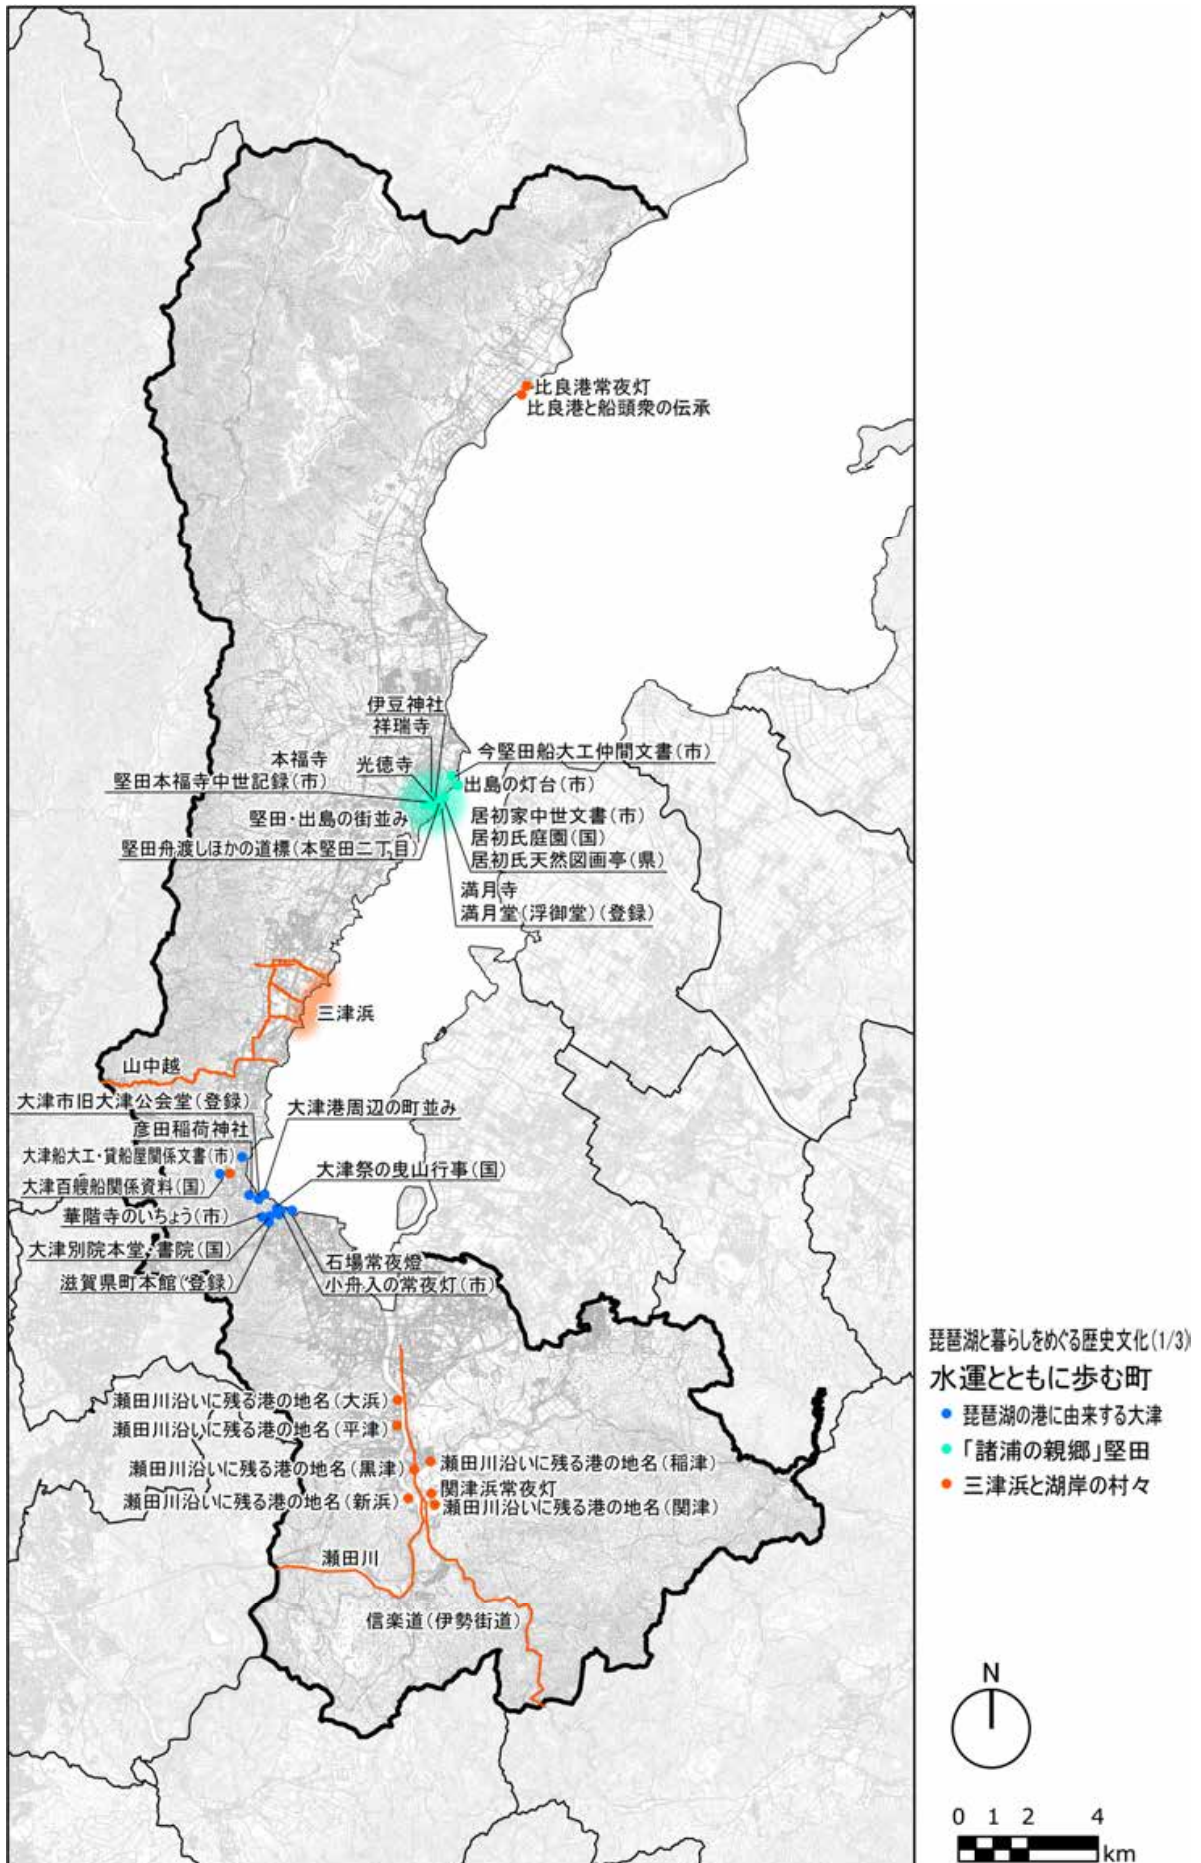 比良港常夜灯
比良港と船頭衆の伝承
伊豆神社
祥瑞寺
本福寺
光徳寺
今堅田船大工仲間文書(市)
堅田本福寺中世記録(市)
出島の灯台(市)
堅田・出島の街並み
居初家中世文書(市)
居初氏庭園(国)
堅田舟渡しほかの道標(本堅田二丁目)
居初氏天然図画亭(県)
満月寺
満月堂(浮御堂)(登録)
三津浜
山中越
大津市旧大津公会堂(登録)
大津港周辺の町並み
彦田稲荷神社
大津船大工・貸船屋関係文書(市)
大津祭の曳山行事(国)
大津百艘船関係資料(国)
華階寺のいちょう(市)
大津別院本堂・書院(国)
石場常夜燈
滋賀県町本館(登録)
小舟入の常夜灯(市)
瀬田川沿いに残る港の地名(大浜)
瀬田川沿いに残る港の地名(平津)
瀬田川沿いに残る港の地名(稲津)
瀬田川沿いに残る港の地名(黒津)
関津浜常夜灯
瀬田川沿いに残る港の地名(新浜)
瀬田川沿いに残る港の地名(関津)
瀬田川
信楽道(伊勢街道)
琵琶湖と暮らしをめぐる歴史文化(1/3)
水運とともに歩む町
琵琶湖の港に由来する大津
「諸浦の親郷」堅田
三津浜と湖岸の村々
N
0 1 2 4
km